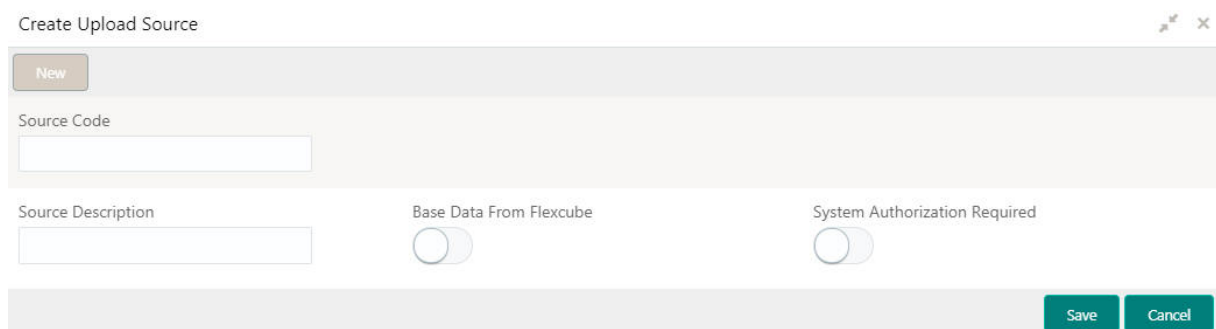 Create Upload Source
New
Source Code
Source Description Base Data From Flexcube System Authorization Required
Save Cancel